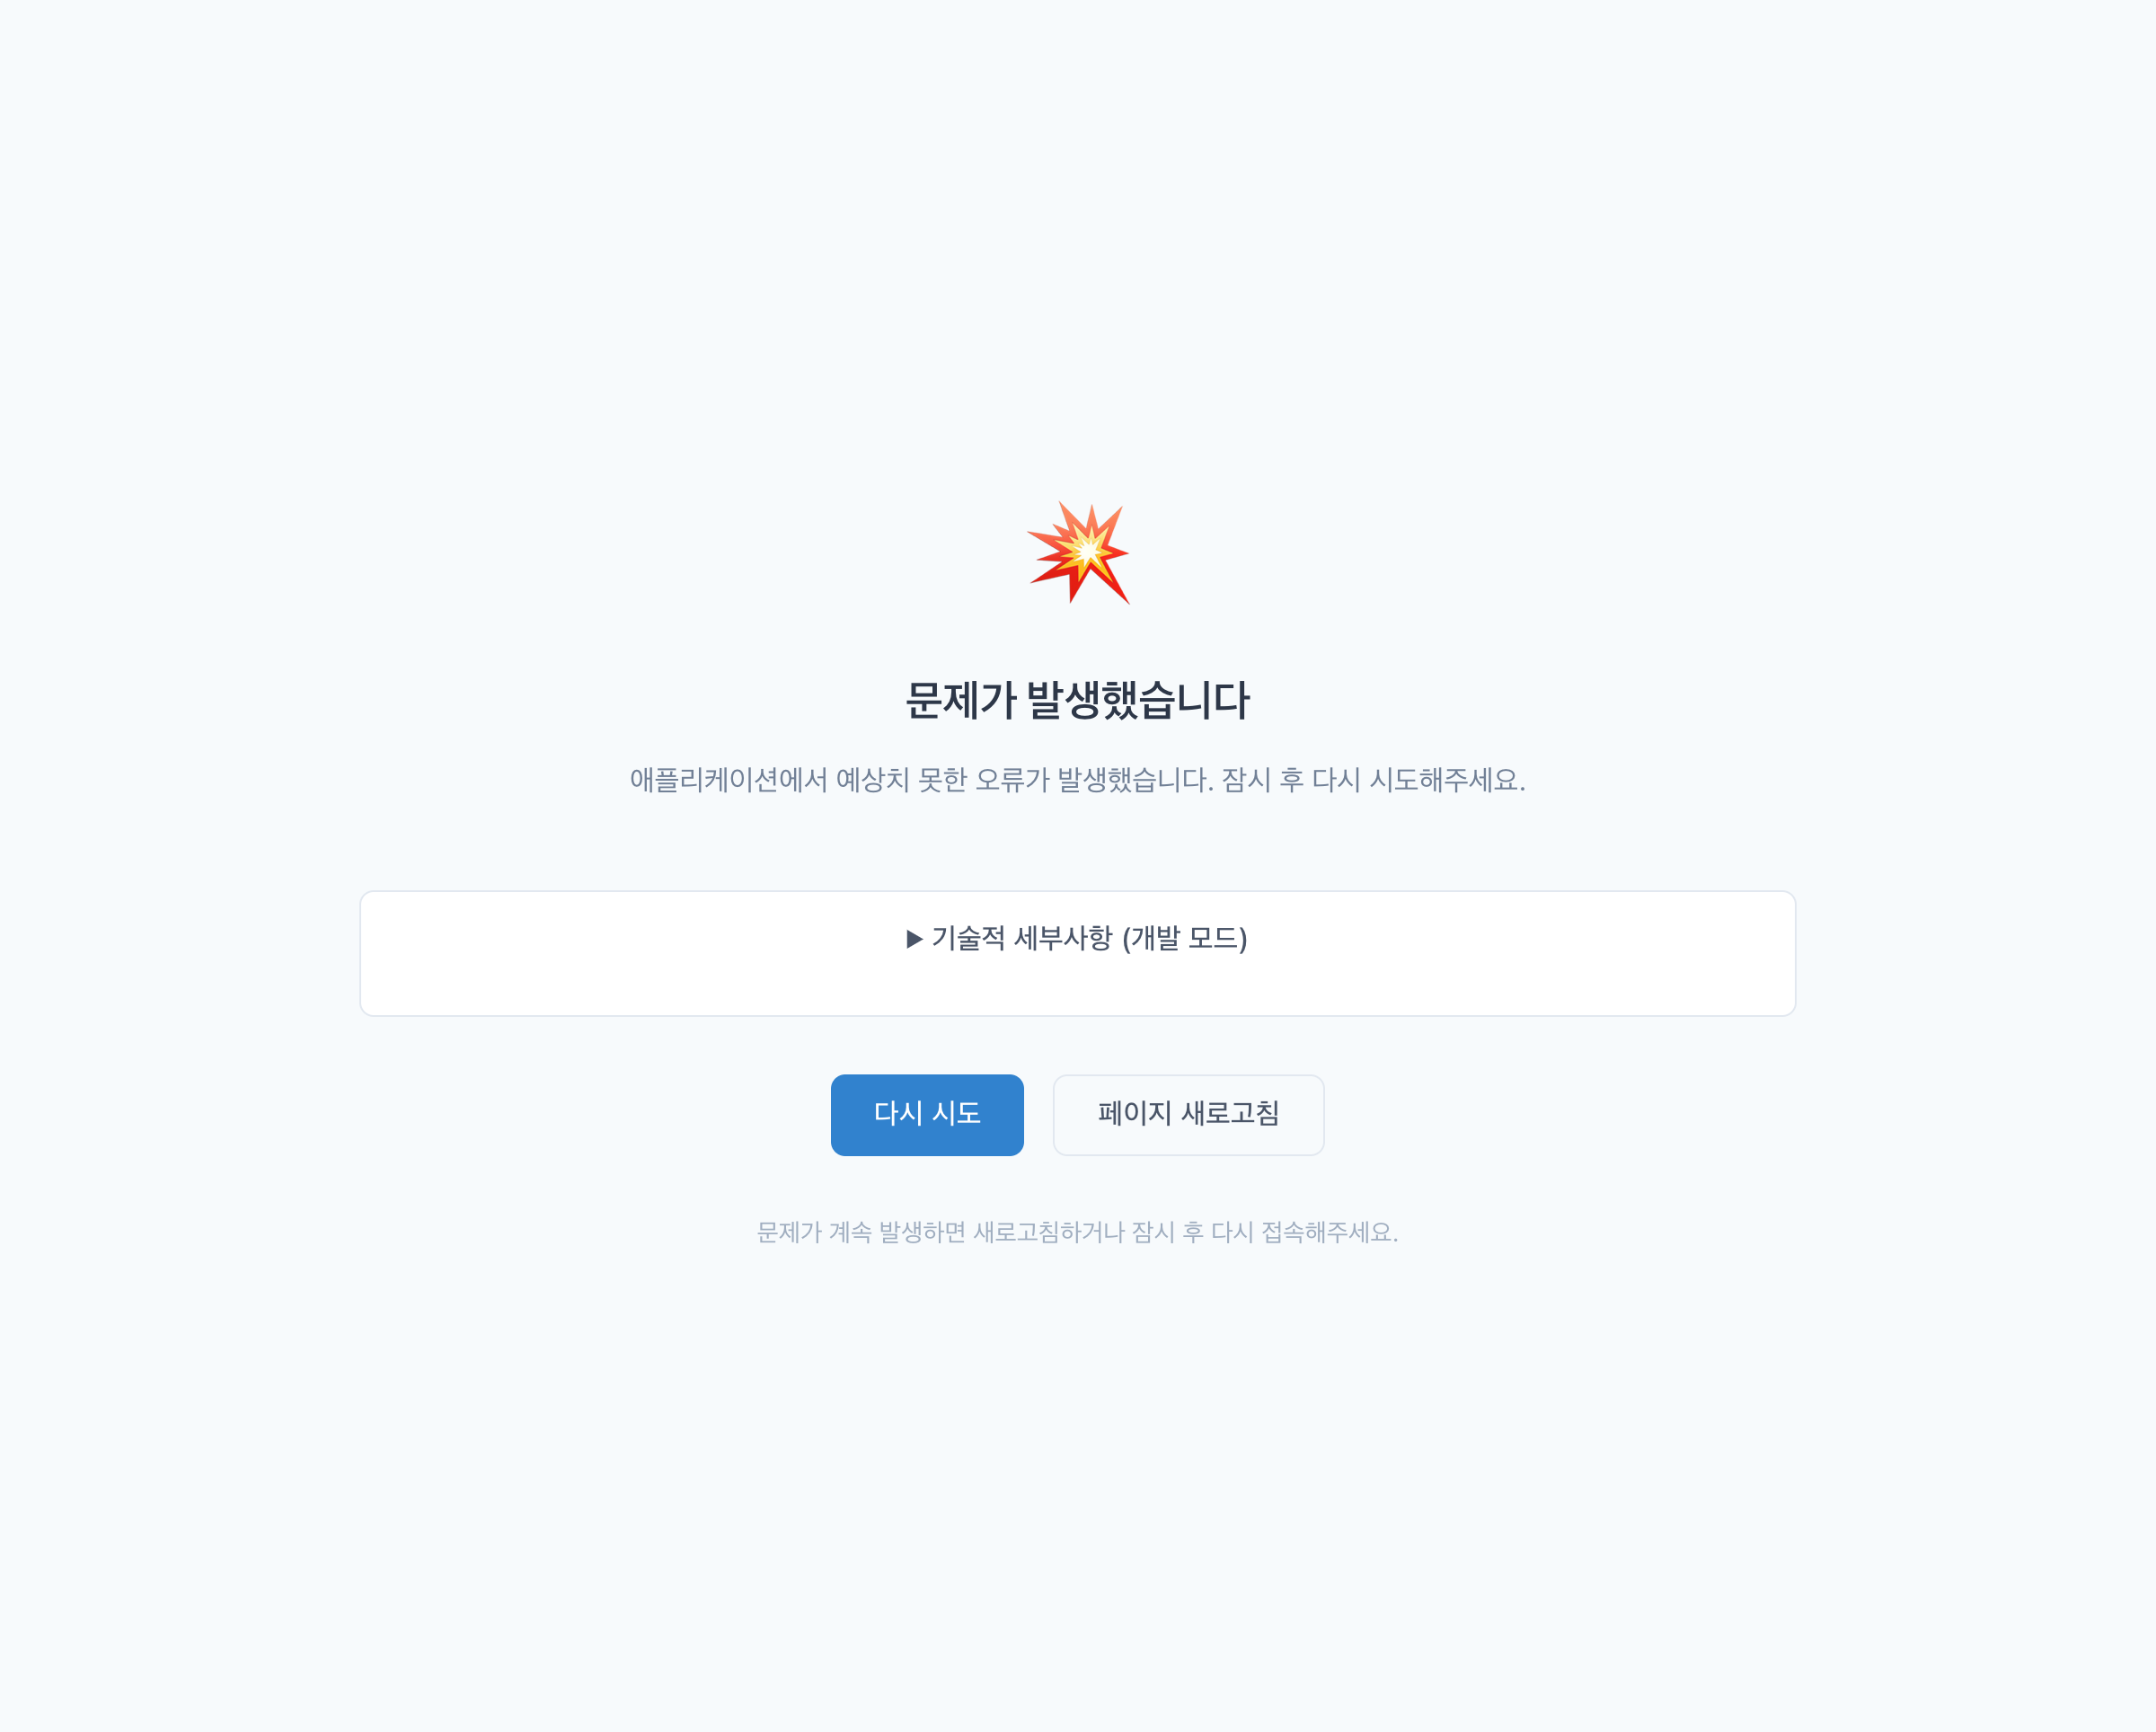 문제가 발생했습니다
애플리케이션에서 예상치 못한 오류가 발생했습니다. 잠시 후 다시 시도해주세요.
▶ 기술적 세부사항 (개발 모드)
다시 시도
페이지 새로고침
문제가 계속 발생하면 새로고침하거나 잠시 후 다시 접속해주세요.